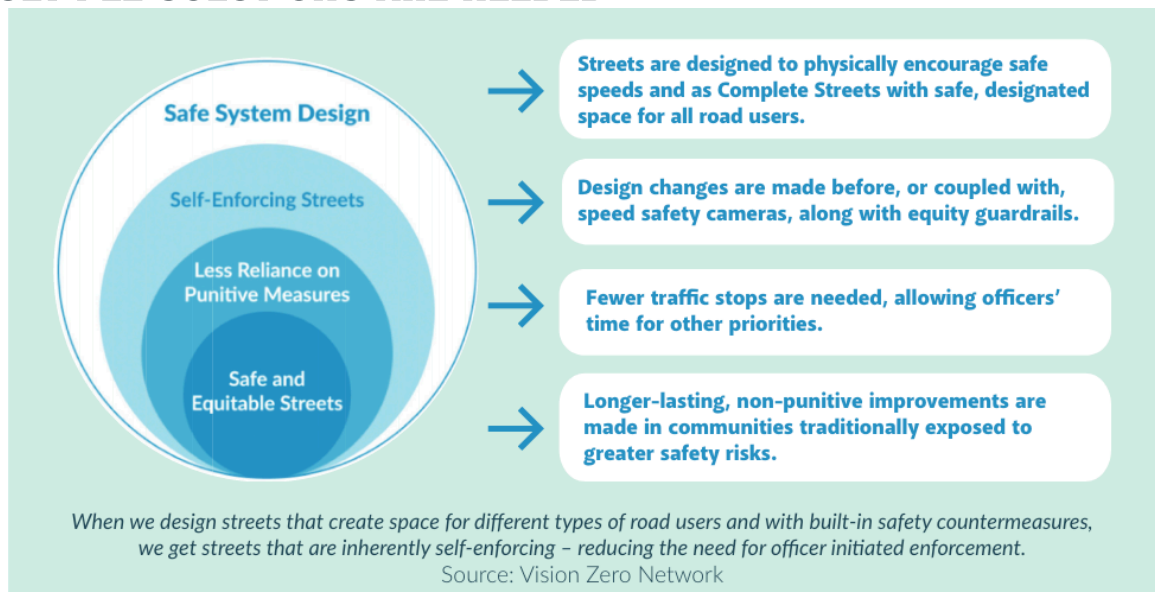 Safe System Design
Self-Enforcing Streets
Less Reliance on
Punitive Measures
Safe and
Equitable Streets
Streets are designed to physically encourage safe
speeds and as Complete Streets with safe, designated
space for all road users.
Design changes are made before, or coupled with,
speed safety cameras, along with equity guardrails.
Fewer traffic stops are needed, allowing officers’
time for other priorities.
Longer-lasting, non-punitive improvements are
made in communities traditionally exposed to
greater safety risks.
When we design streets that create space for different types of road users and with built-in safety countermeasures,
we get streets that are inherently self-enforcing – reducing the need for officer initiated enforcement.
Source: Vision Zero Network